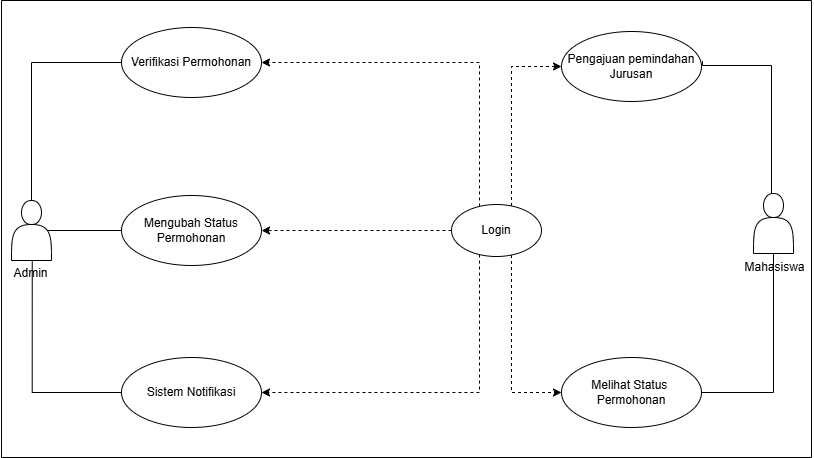 Verifikasi Permohonan
Pengajuan pemindahan
Jurusan
Mengubah Status
Permohonan
Login
Admin
Mahasiswa
Sistem Notifikasi
Melihat Status
Permohonan